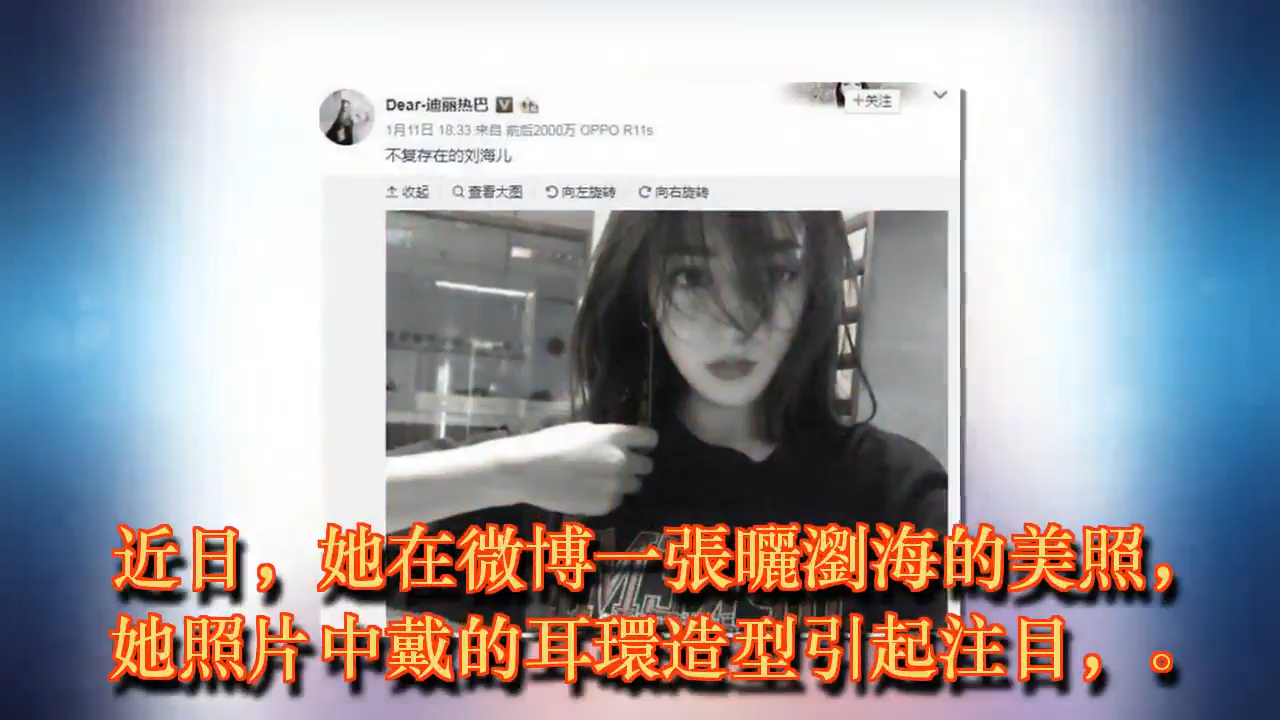 Dear-迪丽热巴
+关注
1月11日 18:33 来自 前后2000万 OPPO R11s
不复存在的刘海儿
收起 查看大图 向左旋转 向右旋转
近日，她在微博一張曬瀏海的美照，
她照片中戴的耳環造型引起注目，。